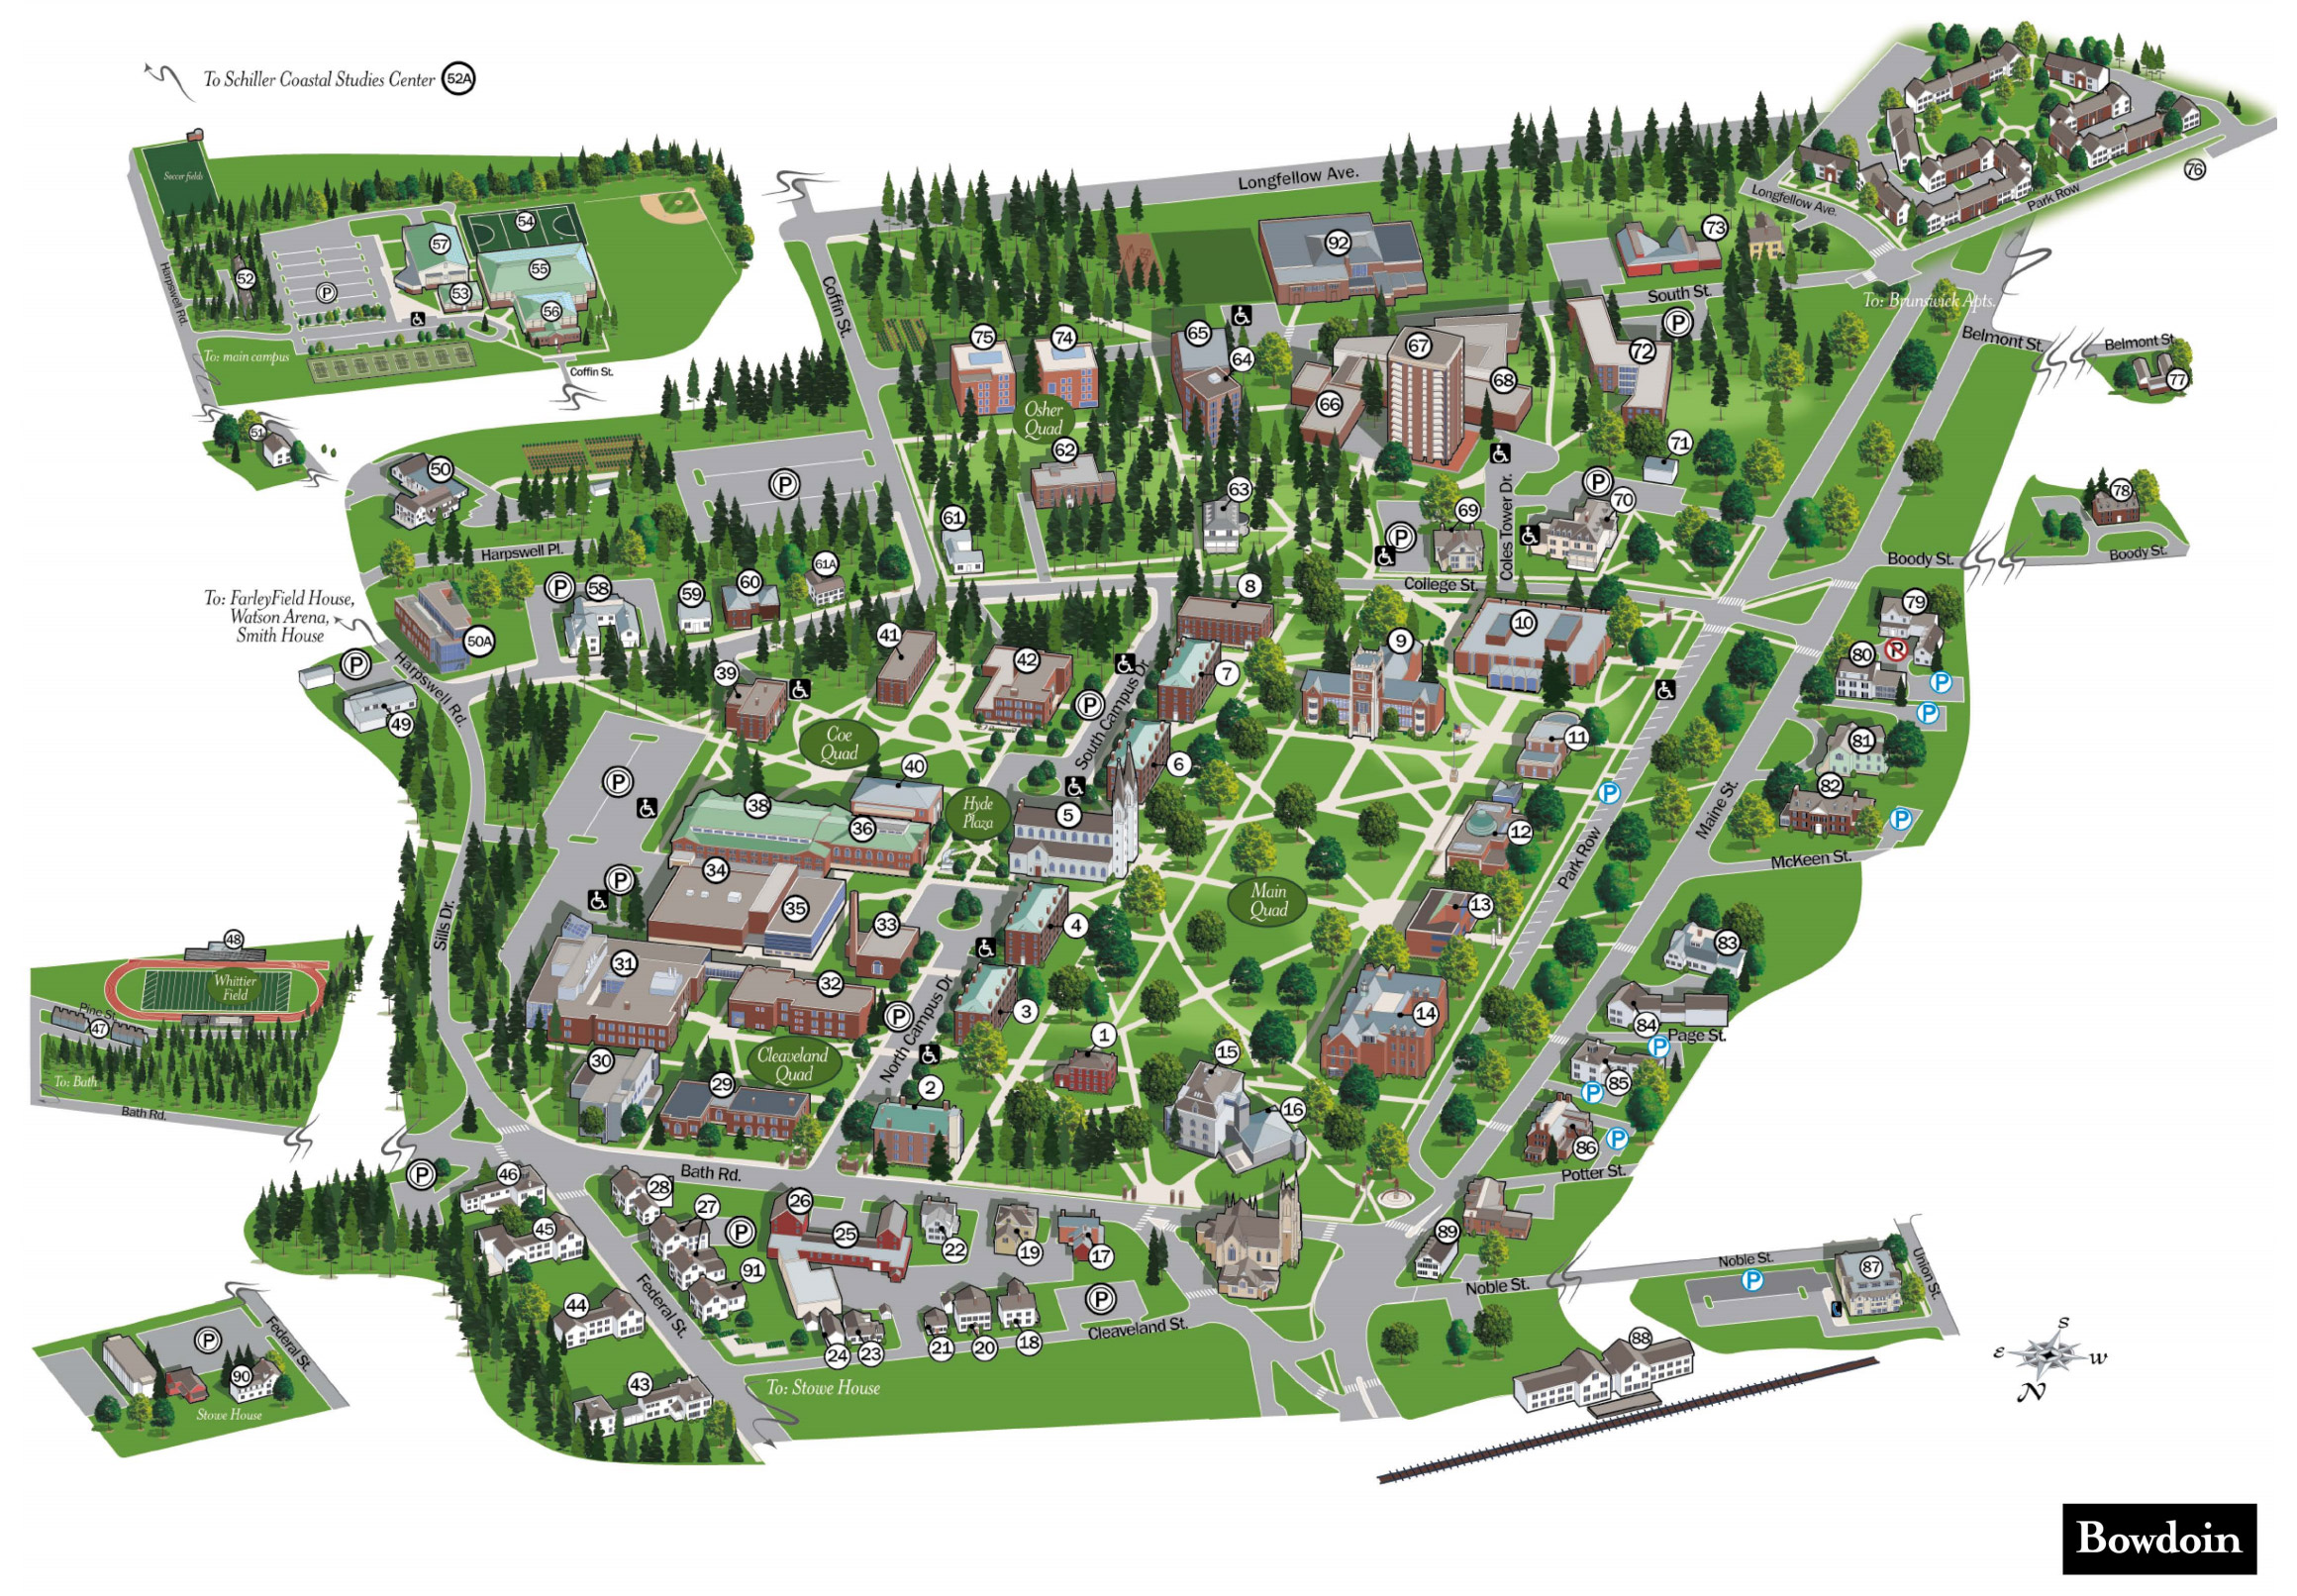 To Schiller Coastal Studies Center 52A
Soccer fields
Harpswell Rd.
52
P
57
54
55
53
56
To: main campus
Coffin St.
51
Longfellow Ave.
Longfellow Ave.
Park Row
76
92
73
South St.
To: Brunswick Apts.
Belmont St.
Belmont St.
77
Coffin St.
75
74
65
64
67
68
66
72
P
71
Osher
Quad
62
63
61
P
50
Harpswell Pl.
69
P
P
70
Coles Tower Dr.
College St.
78
Boody St.
Boody St.
To: FarleyField House,
Watson Arena,
Smith House
P
58
59
60
61A
50A
P
49
Harpswell Rd.
39
41
42
P
South Campus Dr.
8
7
6
9
10
11
12
13
14
79
80
P
P
P
81
82
P
Maine St.
McKeen St.
P
Park Row
Coe
Quad
40
Hyde
Plaza
5
38
36
34
35
33
P
P
31
32
P
4
3
North Campus Dr.
Main
Quad
Sills Dr.
48
Whittier
Field
Pine St.
47
To: Bath
Bath Rd.
30
29
Cleaveland
Quad
2
1
15
16
83
84
Page St.
P
85
P
86
P
Potter St.
P
46
28
Bath Rd.
27
P
26
25
22
19
17
45
91
44
Federal St.
24
23
21
20
18
P
Cleaveland St.
89
Noble St.
Noble St.
P
87
Union St.
88
43
To: Stowe House
P
Federal St.
90
Stowe House
S
E
W
N
Bowdoin